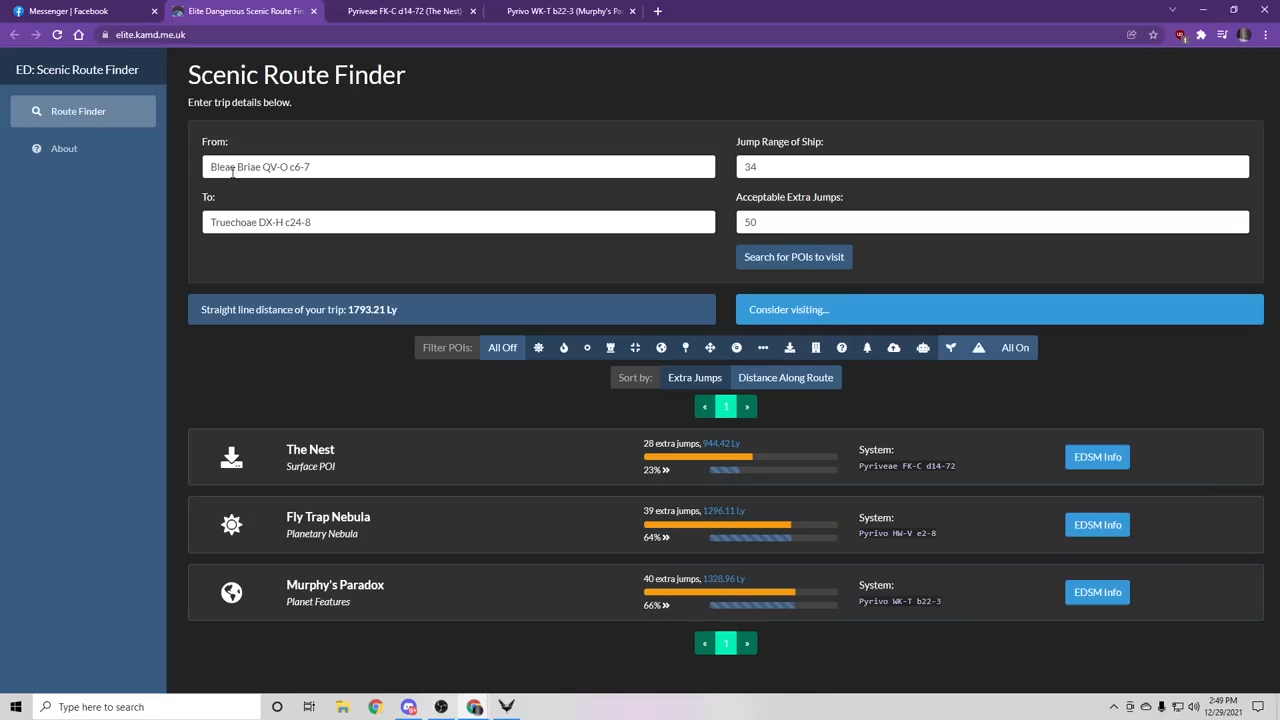 Messenger | Facebook
Elite Dangerous Scenic Route Fin
Priveae FK-C d14-72 (The Nest)
Pyrivo WK-T b22-3 (Murphy's Pa
elite.kamd.me.uk
ED: Scenic Route Finder
Route Finder
About
Scenic Route Finder
Enter trip details below.
From:
Jump Range of Ship:
Bleae Briae QV-O c6-7
34
To:
Acceptable Extra Jumps:
Truechoae DX-H c24-8
50
Search for POIs to visit
Straight line distance of your trip: 1793.21 Ly
Consider visiting...
Filter POIs: All Off All On
Sort by: Extra Jumps Distance Along Route
« 1 »
The Nest
Surface POI
28 extra jumps, 944.42 Ly
23%
System:
Pyriveae FK-C d14-72
EDSM Info
Fly Trap Nebula
Planetary Nebula
39 extra jumps, 1296.11 Ly
64%
System:
Pyrivo HW-V e2-8
EDSM Info
Murphy's Paradox
Planet Features
40 extra jumps, 1328.96 Ly
66%
System:
Pyrivo WK-T b22-3
EDSM Info
« 1 »
Type here to search
2:49 PM
12/29/2021